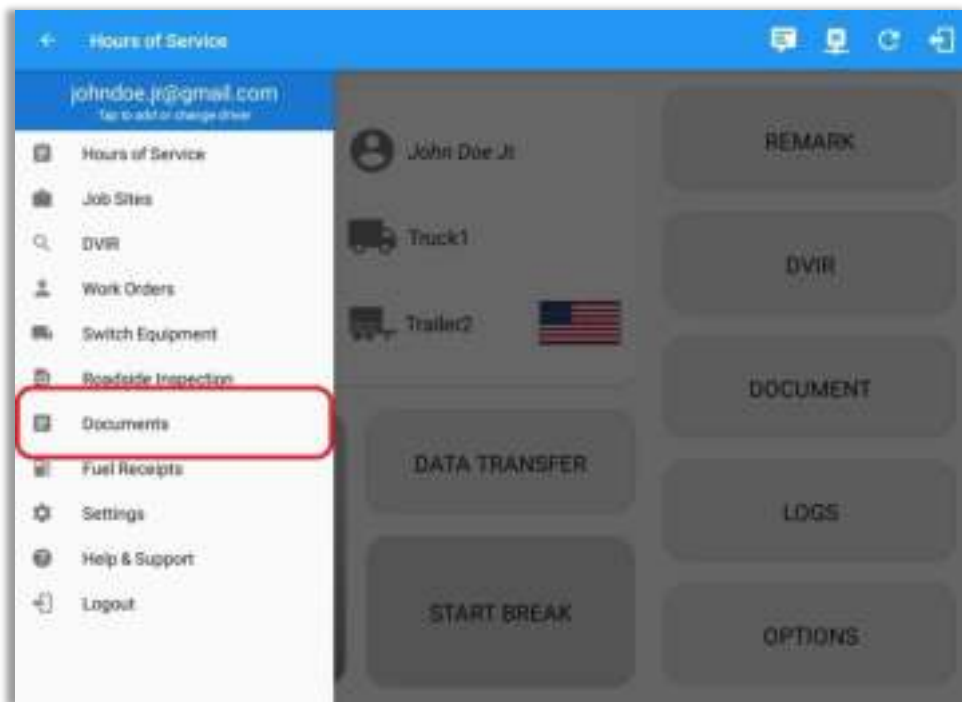 Hours of Service
johndoe.jr@gmail.com
Tap to add or change driver
Hours of Service
Job Sites
DVIR
Work Orders
Switch Equipment
Roadside Inspection
Documents
Fuel Receipts
Settings
Help & Support
Logout
John Doe Jr
Truck1
Trailer2
DATA TRANSFER
START BREAK
REMARK
DVIR
DOCUMENT
LOGS
OPTIONS